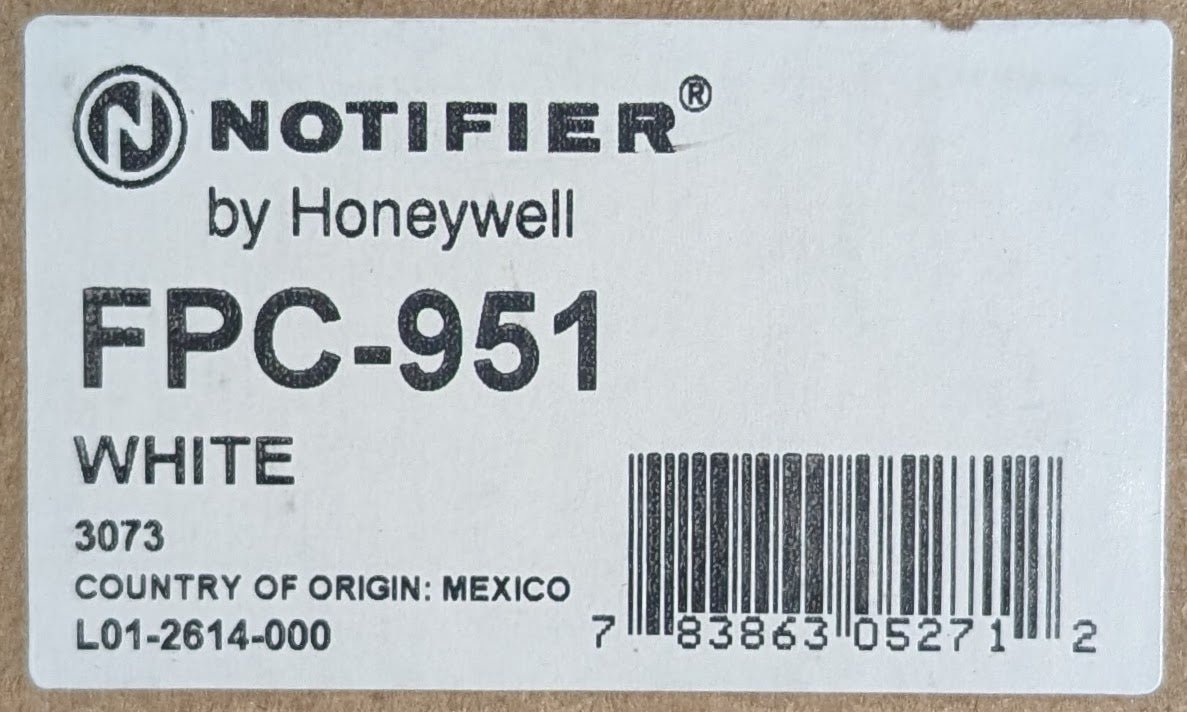 N NOTIFIER®
by Honeywell
FPC-951
WHITE
3073
COUNTRY OF ORIGIN: MEXICO
L01-2614-000
7 83863 05271 2